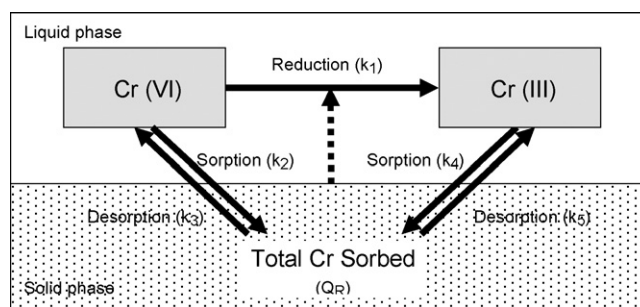 Liquid phase
Reduction (k₁)
Cr (VI)
Cr (III)
Sorption (k₂)
Sorption (k₄)
Desorption (k₃)
Desorption (k₅)
Total Cr Sorbed
(Qʀ)
Solid phase